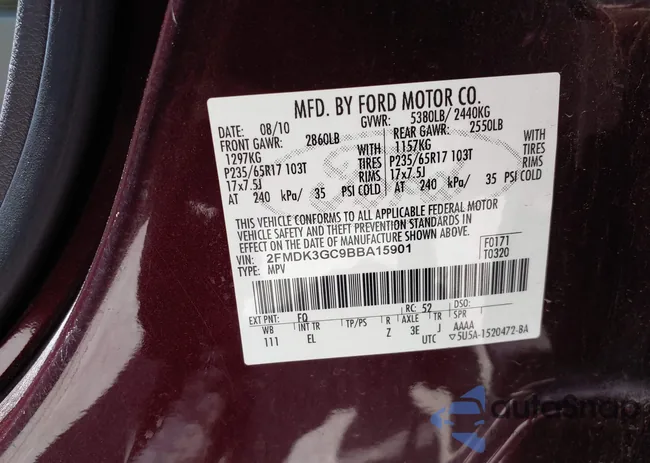 MFD. BY FORD MOTOR CO.
DATE: 08/10 GVWR: 5380LB/ 2440KG
FRONT GAWR: 2860LB REAR GAWR: 2550LB
1297KG WITH 1157KG WITH
P235/65R17 103T TIRES P235/65R17 103T TIRES
17x7.5J RIMS 17x7.5J RIMS
AT 240 kPa/ 35 PSI COLD AT 240 kPa/ 35 PSI COLD
THIS VEHICLE CONFORMS TO ALL APPLICABLE FEDERAL MOTOR
VEHICLE SAFETY AND THEFT PREVENTION STANDARDS IN
EFFECT ON THE DATE OF MANUFACTURE SHOWN ABOVE.
VIN: 2FMDK3GC9BBA15901 F0171
TYPE: MPV T0320
EXT PNT: FQ RC: 52 DSO:
WB INT TR TP/PS R AXLE TR SPR
111 EL Z 3E J AAAA
UTC ▽5U5A-1520472-BA
autoSnap